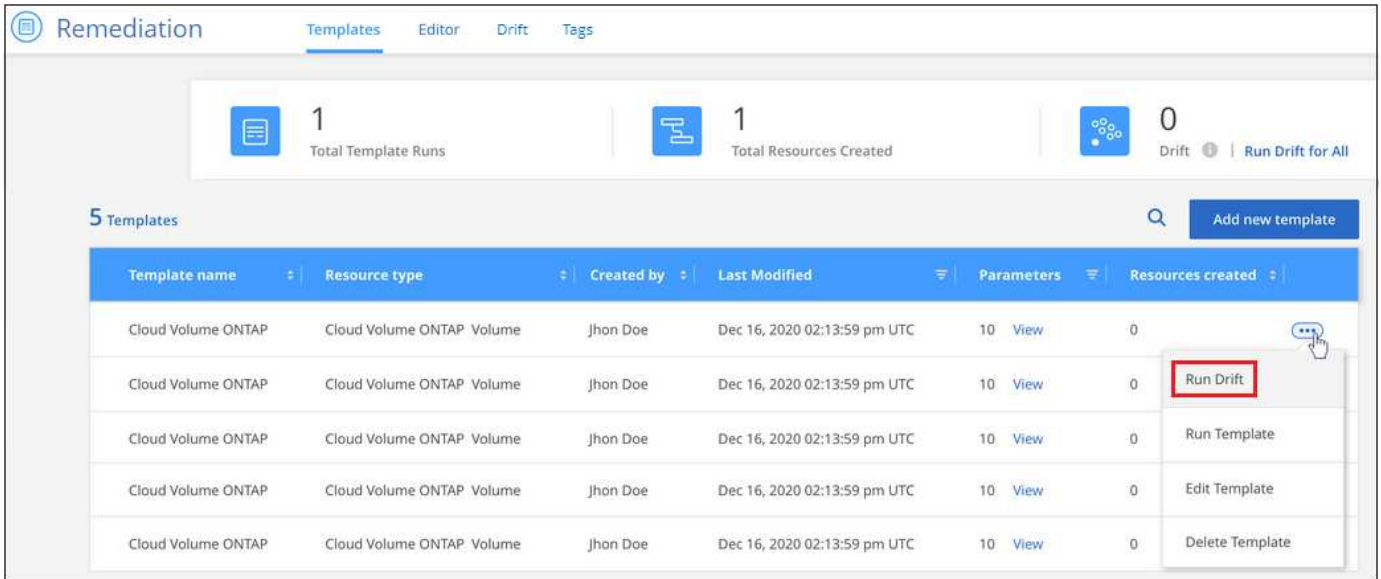 Remediation Templates Editor Drift Tags
1 1 0
Total Template Runs Total Resources Created Drift | Run Drift for All
5 Templates Add new template
Template name Resource type Created by Last Modified Parameters Resources created
Cloud Volume ONTAP Cloud Volume ONTAP Volume Jhon Doe Dec 16, 2020 02:13:59 pm UTC 10 View 0
Cloud Volume ONTAP Cloud Volume ONTAP Volume Jhon Doe Dec 16, 2020 02:13:59 pm UTC 10 View 0 Run Drift
Cloud Volume ONTAP Cloud Volume ONTAP Volume Jhon Doe Dec 16, 2020 02:13:59 pm UTC 10 View 0 Run Template
Cloud Volume ONTAP Cloud Volume ONTAP Volume Jhon Doe Dec 16, 2020 02:13:59 pm UTC 10 View 0 Edit Template
Cloud Volume ONTAP Cloud Volume ONTAP Volume Jhon Doe Dec 16, 2020 02:13:59 pm UTC 10 View 0 Delete Template